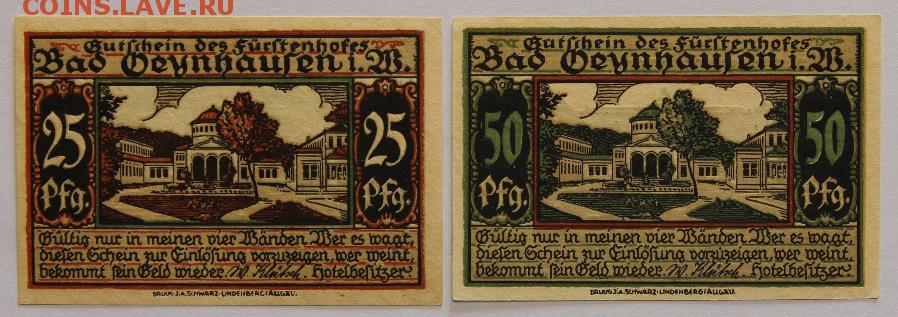 COINS.LAVE.RU
Gutschein des Fürstenhofes
Bad Oeynhausen i. W.
25 25
Pfg. Pfg.
Gültig nur in meinen vier Wänden. Wer es wagt,
diesen Schein zur Einlösung vorzuzeigen, wer weint,
bekommt sein Geld wieder. Hotelbesitzer
DRUCK: J.A. SCHWARZ-LINDENBERG/ALLGÄU.
Gutschein des Fürstenhofes
Bad Oeynhausen i. W.
50 50
Pfg. Pfg.
Gültig nur in meinen vier Wänden. Wer es wagt,
diesen Schein zur Einlösung vorzuzeigen, wer weint,
bekommt sein Geld wieder. Hotelbesitzer
DRUCK: J.A. SCHWARZ-LINDENBERG/ALLGÄU.